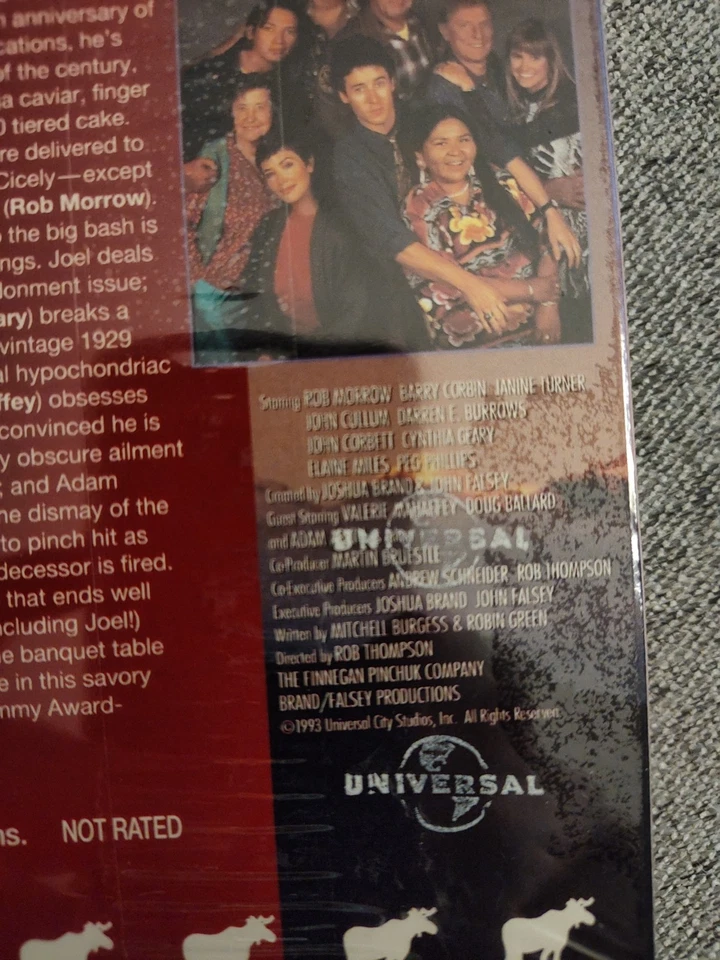 anniversary of
cations, he's
of the century,
a caviar, finger
tiered cake.
re delivered to
Cicely—except
(Rob Morrow).
the big bash is
ngs. Joel deals
donment issue;
ary) breaks a
vintage 1929
al hypochondriac
ffey) obsesses
convinced he is
y obscure ailment
; and Adam
he dismay of the
to pinch hit as
decessor is fired.
that ends well
ncluding Joel!)
e banquet table
e in this savory
mmy Award-
ns. NOT RATED
Starring ROB MORROW BARRY CORBIN JANINE TURNER
JOHN CULLUM DARREN E. BURROWS
JOHN CORBETT CYNTHIA GEARY
ELAINE MILES PEG PHILLIPS
Created by JOSHUA BRAND & JOHN FALSEY
Guest Starring VALERIE MAHAFFEY DOUG BALLARD
and ADAM
UNIVERSAL
Co-Producer MARTIN BRUESTLE
Co-Executive Producers ANDREW SCHNEIDER ROB THOMPSON
Executive Producers JOSHUA BRAND JOHN FALSEY
Written by MITCHELL BURGESS & ROBIN GREEN
Directed by ROB THOMPSON
THE FINNEGAN PINCHUK COMPANY
BRAND/FALSEY PRODUCTIONS
©1993 Universal City Studios, Inc. All Rights Reserved.
UNIVERSAL